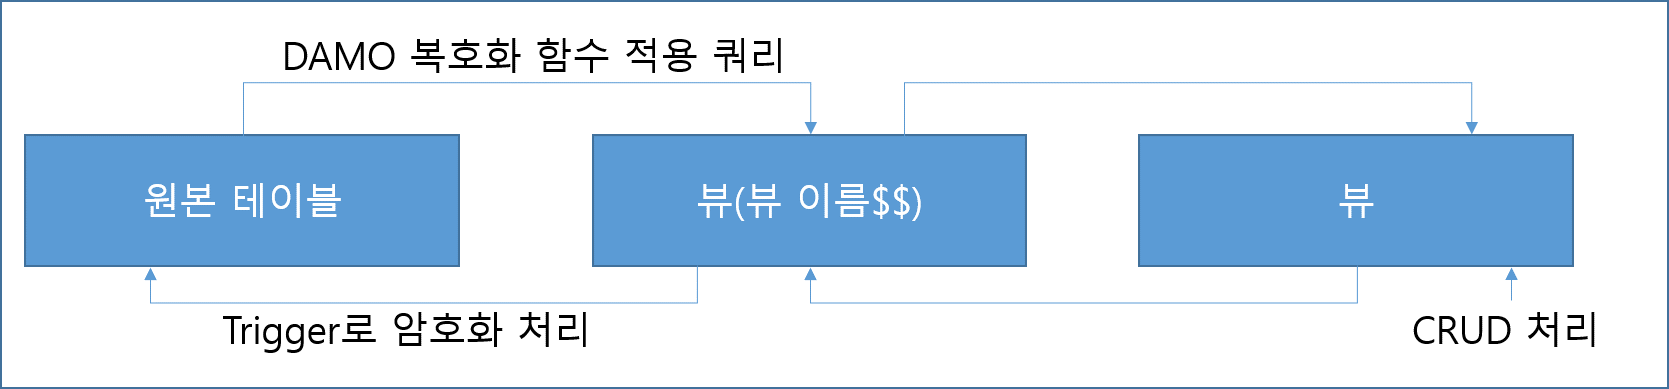 DAMO 복호화 함수 적용 쿼리
원본 테이블
뷰(뷰 이름$$)
뷰
Trigger로 암호화 처리
CRUD 처리